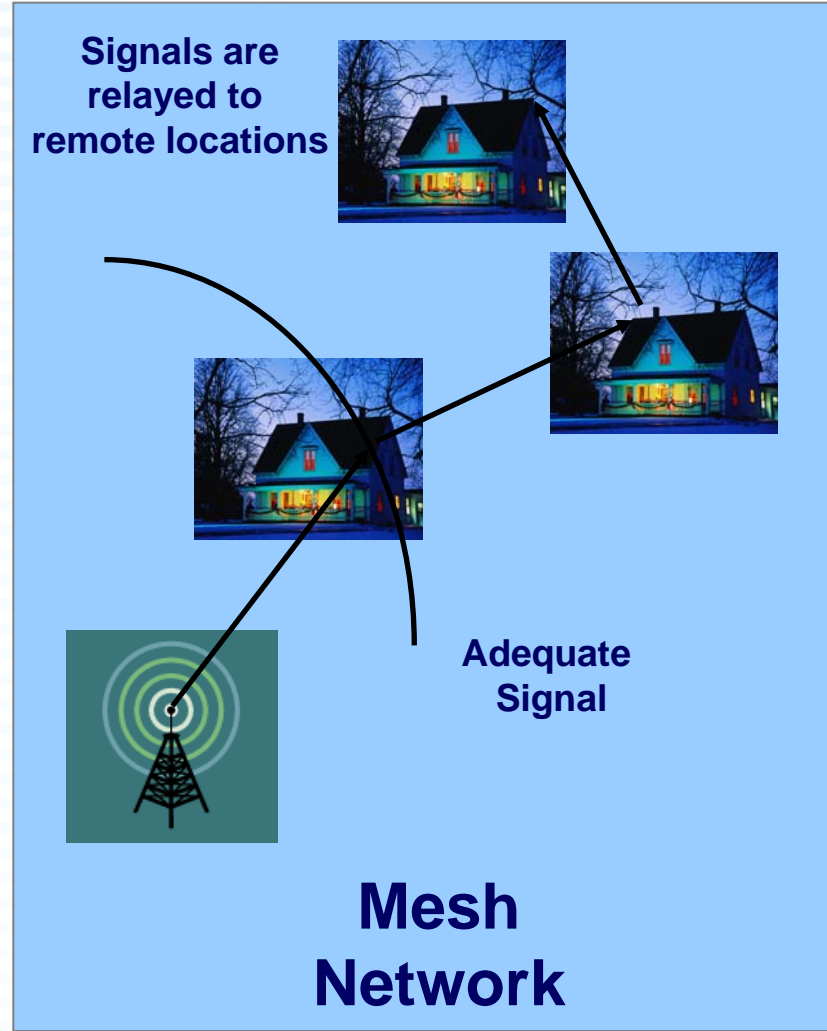 Signals are
relayed to
remote locations
Adequate
Signal
Mesh
Network